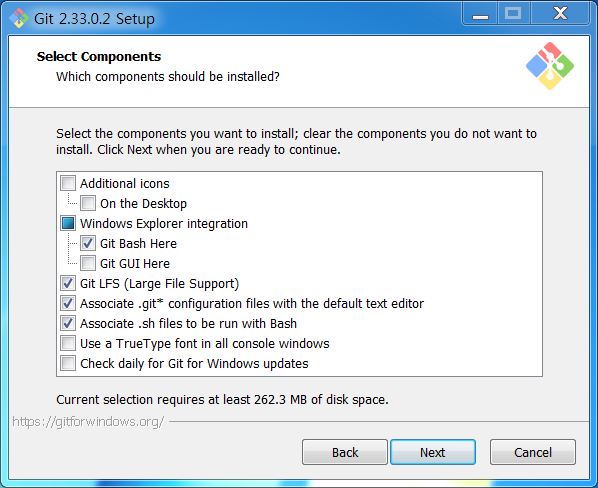 Git 2.33.0.2 Setup
Select Components
Which components should be installed?
Select the components you want to install; clear the components you do not want to
install. Click Next when you are ready to continue.
Additional icons
On the Desktop
Windows Explorer integration
Git Bash Here
Git GUI Here
Git LFS (Large File Support)
Associate .git* configuration files with the default text editor
Associate .sh files to be run with Bash
Use a TrueType font in all console windows
Check daily for Git for Windows updates
Current selection requires at least 262.3 MB of disk space.
https://gitforwindows.org/
Back Next Cancel